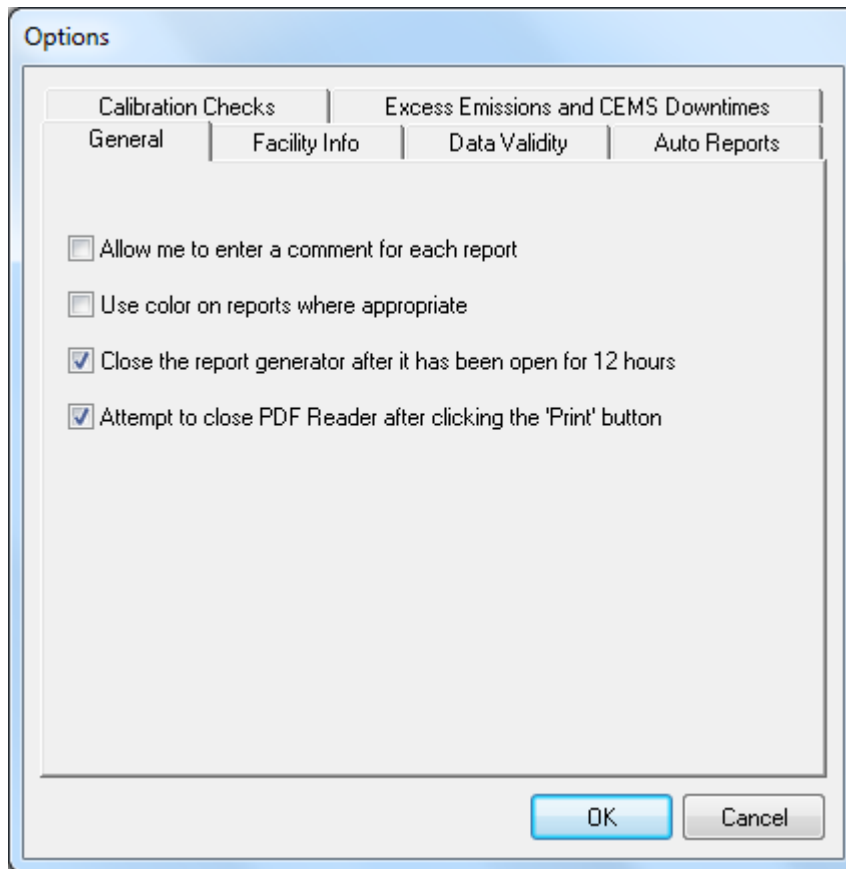 Options
Calibration Checks
Excess Emissions and CEMS Downtimes
General
Facility Info
Data Validity
Auto Reports
Allow me to enter a comment for each report
Use color on reports where appropriate
Close the report generator after it has been open for 12 hours
Attempt to close PDF Reader after clicking the 'Print' button
OK
Cancel